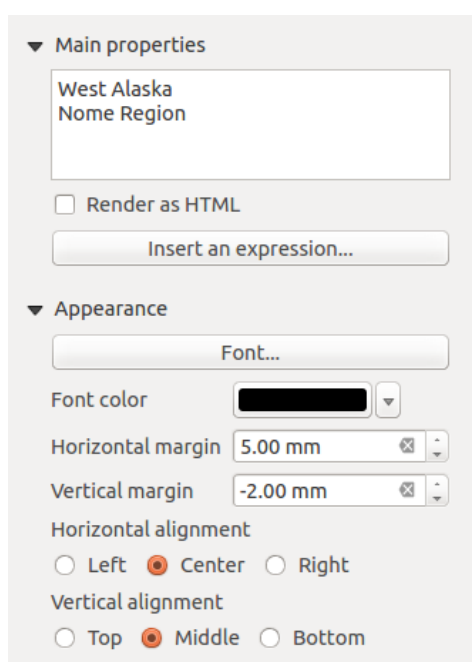 Main properties
West Alaska
Nome Region
Render as HTML
Insert an expression...
Appearance
Font...
Font color
Horizontal margin 5.00 mm
Vertical margin -2.00 mm
Horizontal alignment
Left Center Right
Vertical alignment
Top Middle Bottom